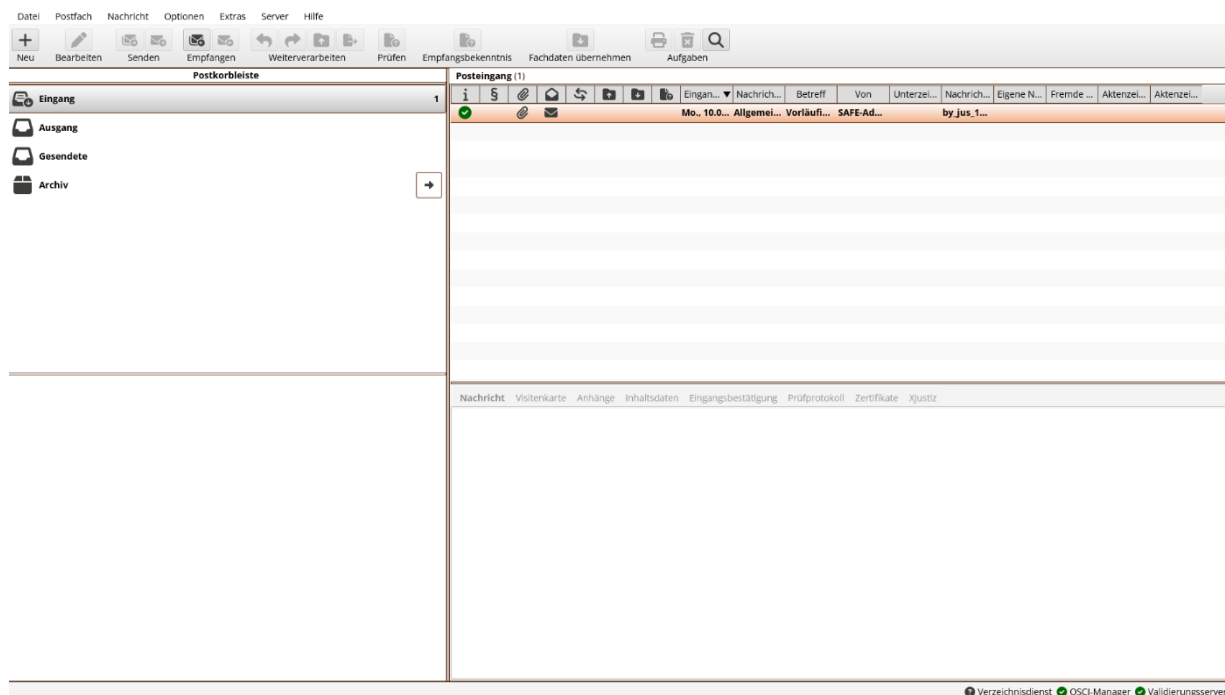 Datei Postfach Nachricht Optionen Extras Server Hilfe
Neu Bearbeiten Senden Empfangen Weiterverarbeiten Prüfen Empfangsbekenntnis Fachdaten übernehmen Aufgaben
Postkorbleiste
Eingang 1
Ausgang
Gesendete
Archiv
Posteingang (1)
i § Eingan... ▼ Nachrich... Betreff Von Unterzei... Nachrich... Eigene N... Fremde ... Aktenzei... Aktenzei...
Mo., 10.0... Allgemei... Vorläufi... SAFE-Ad... by_jus_1...
Nachricht Visitenkarte Anhänge Inhaltsdaten Eingangsbestätigung Prüfprotokoll Zertifikate XJustiz
Verzeichnisdienst OSCI-Manager Validierungsserver